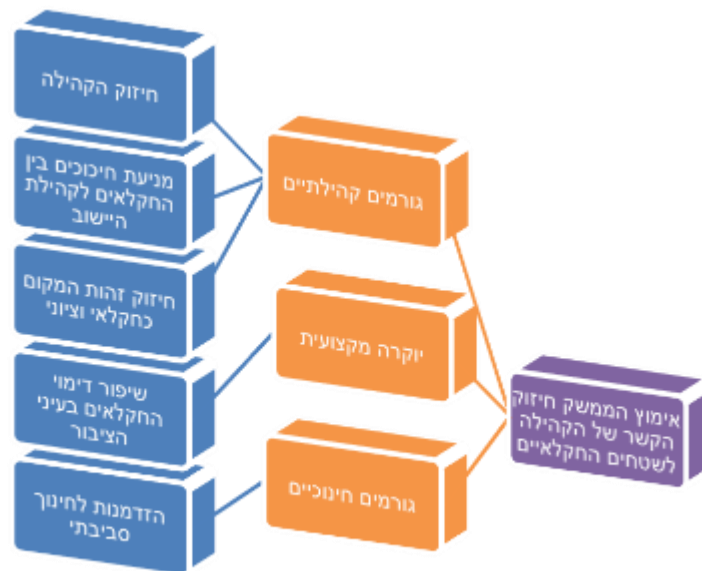 אימוץ הממשק חיזוק
הקשר של הקהילה
לשטחים החקלאיים
גורמים קהילתיים
יוקרה מקצועית
גורמים חינוכיים
חיזוק הקהילה
מניעת חיכוכים בין
החקלאים לקהילת
היישוב
חיזוק זהות המקום
כחקלאי וציוני
שיפור דימוי
החקלאים בעיני
הציבור
הזדמנות לחינוך
סביבתי